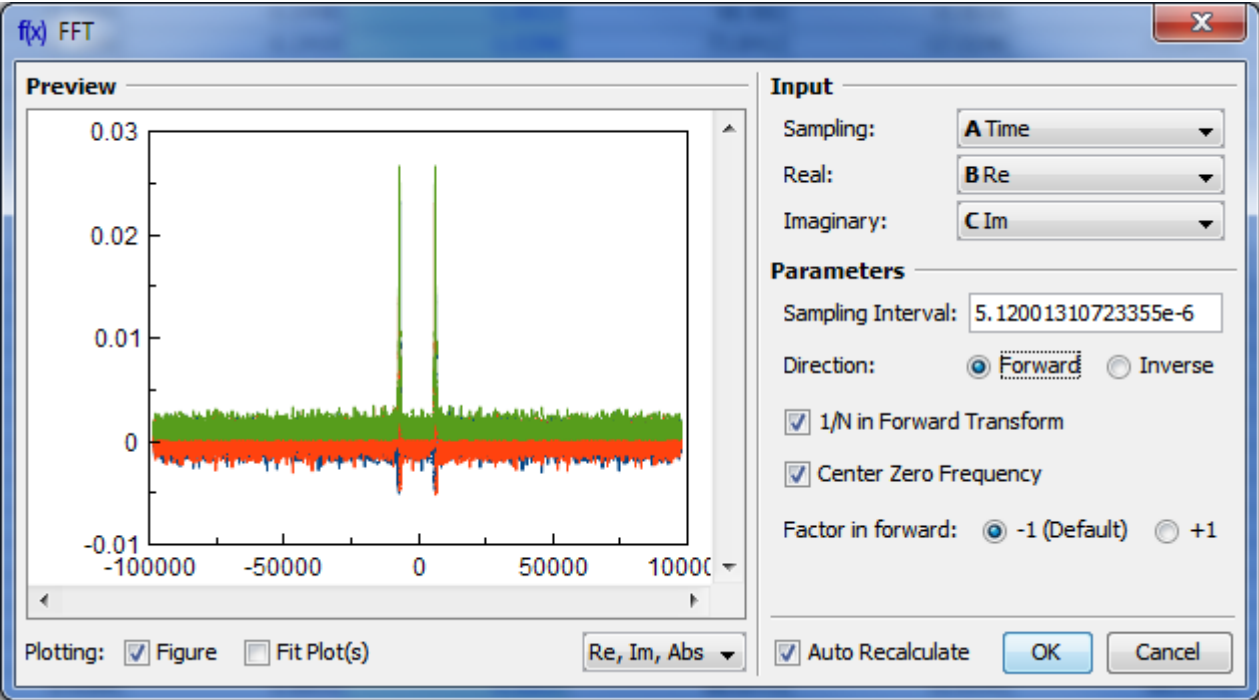 f(x) FFT
Preview
0.03
0.02
0.01
0
-0.01
-100000 -50000 0 50000 1000
Plotting: Figure Fit Plot(s) Re, Im, Abs
Input
Sampling: A Time
Real: B Re
Imaginary: C Im
Parameters
Sampling Interval: 5.12001310723355e-6
Direction: Forward Inverse
1/N in Forward Transform
Center Zero Frequency
Factor in forward: -1 (Default) +1
Auto Recalculate OK Cancel